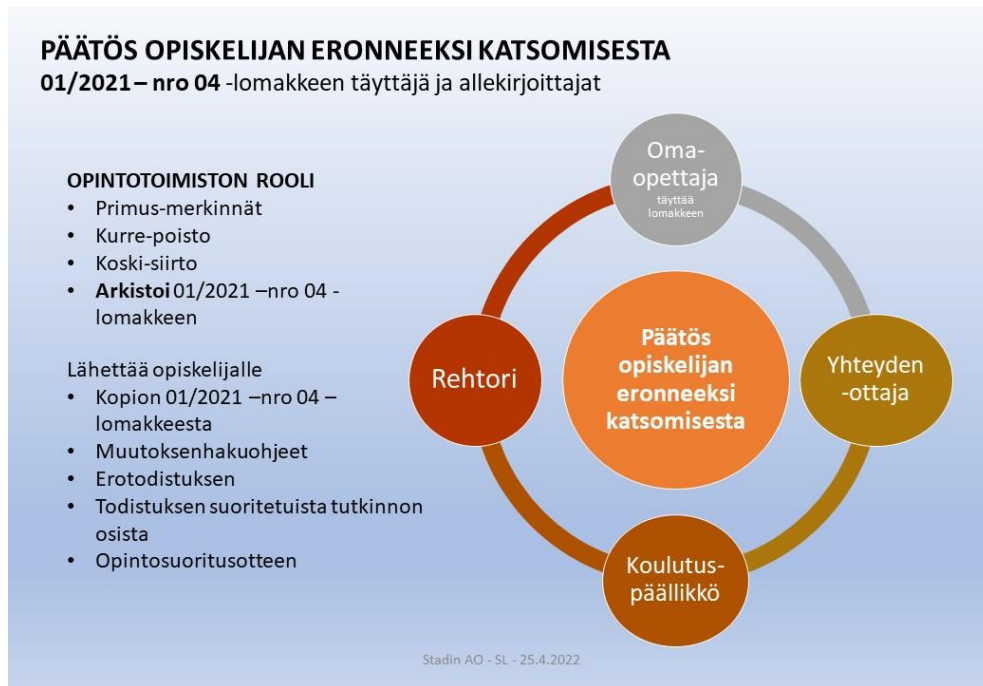 PÄÄTÖS OPISKELIJAN ERONNEEKSI KATSOMISESTA
01/2021 – nro 04 -lomakkeen täyttäjä ja allekirjoittajat
OPINTOTOIMISTON ROOLI
• Primus-merkinnät
• Kurre-poisto
• Koski-siirto
• Arkistoi 01/2021 –nro 04 -
lomakkeen
Lähettää opiskelijalle
• Kopion 01/2021 –nro 04 –
lomakkeesta
• Muutoksenhakuohjeet
• Erotodistuksen
• Todistuksen suoritetuista tutkinnon
osista
• Opintosuoritusotteen
Oma-
opettaja
täyttää
lomakkeen
Yhteyden
-ottaja
Koulutus-
päällikkö
Rehtori
Päätös
opiskelijan
eronneeksi
katsomisesta
Stadin AO - SL - 25.4.2022